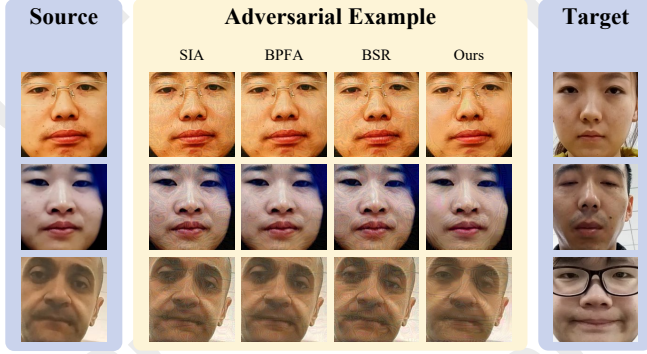 Source
Adversarial Example
Target
SIA
BPFA
BSR
Ours